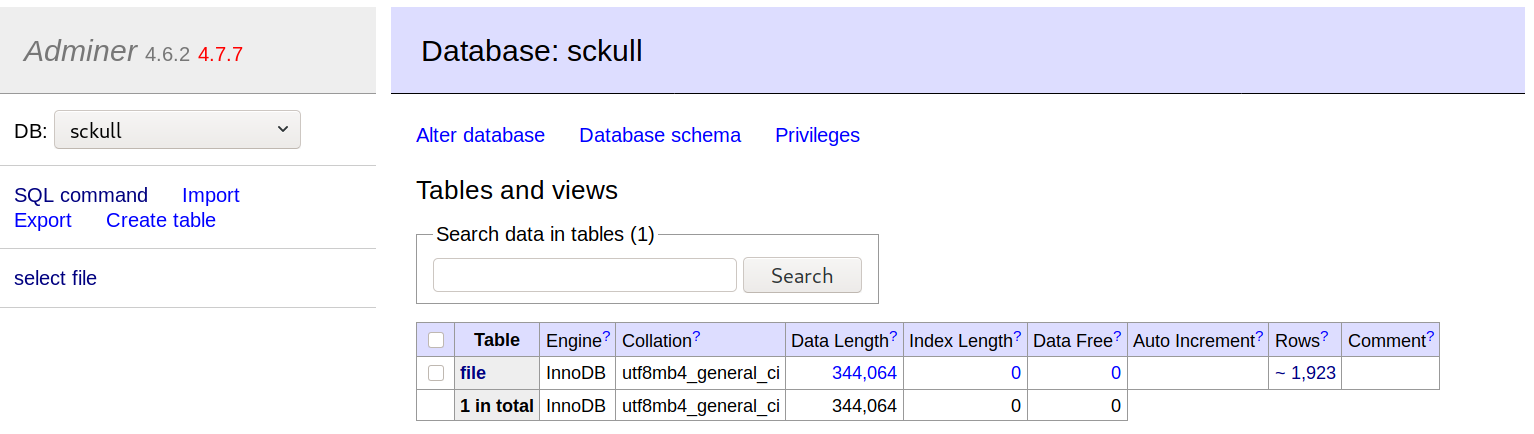 Adminer 4.6.2 4.7.7
DB: sckull
SQL command Import
Export Create table
select file
Database: sckull
Alter database Database schema Privileges
Tables and views
Search data in tables (1)
Search
Table Engine? Collation? Data Length? Index Length? Data Free? Auto Increment? Rows? Comment?
file InnoDB utf8mb4_general_ci 344,064 0 0 ~ 1,923
1 in total InnoDB utf8mb4_general_ci 344,064 0 0